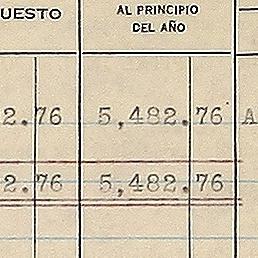 UESTO AL PRINCIPIO
DEL AÑO
2.76 5,482.76 A
2.76 5,482.76